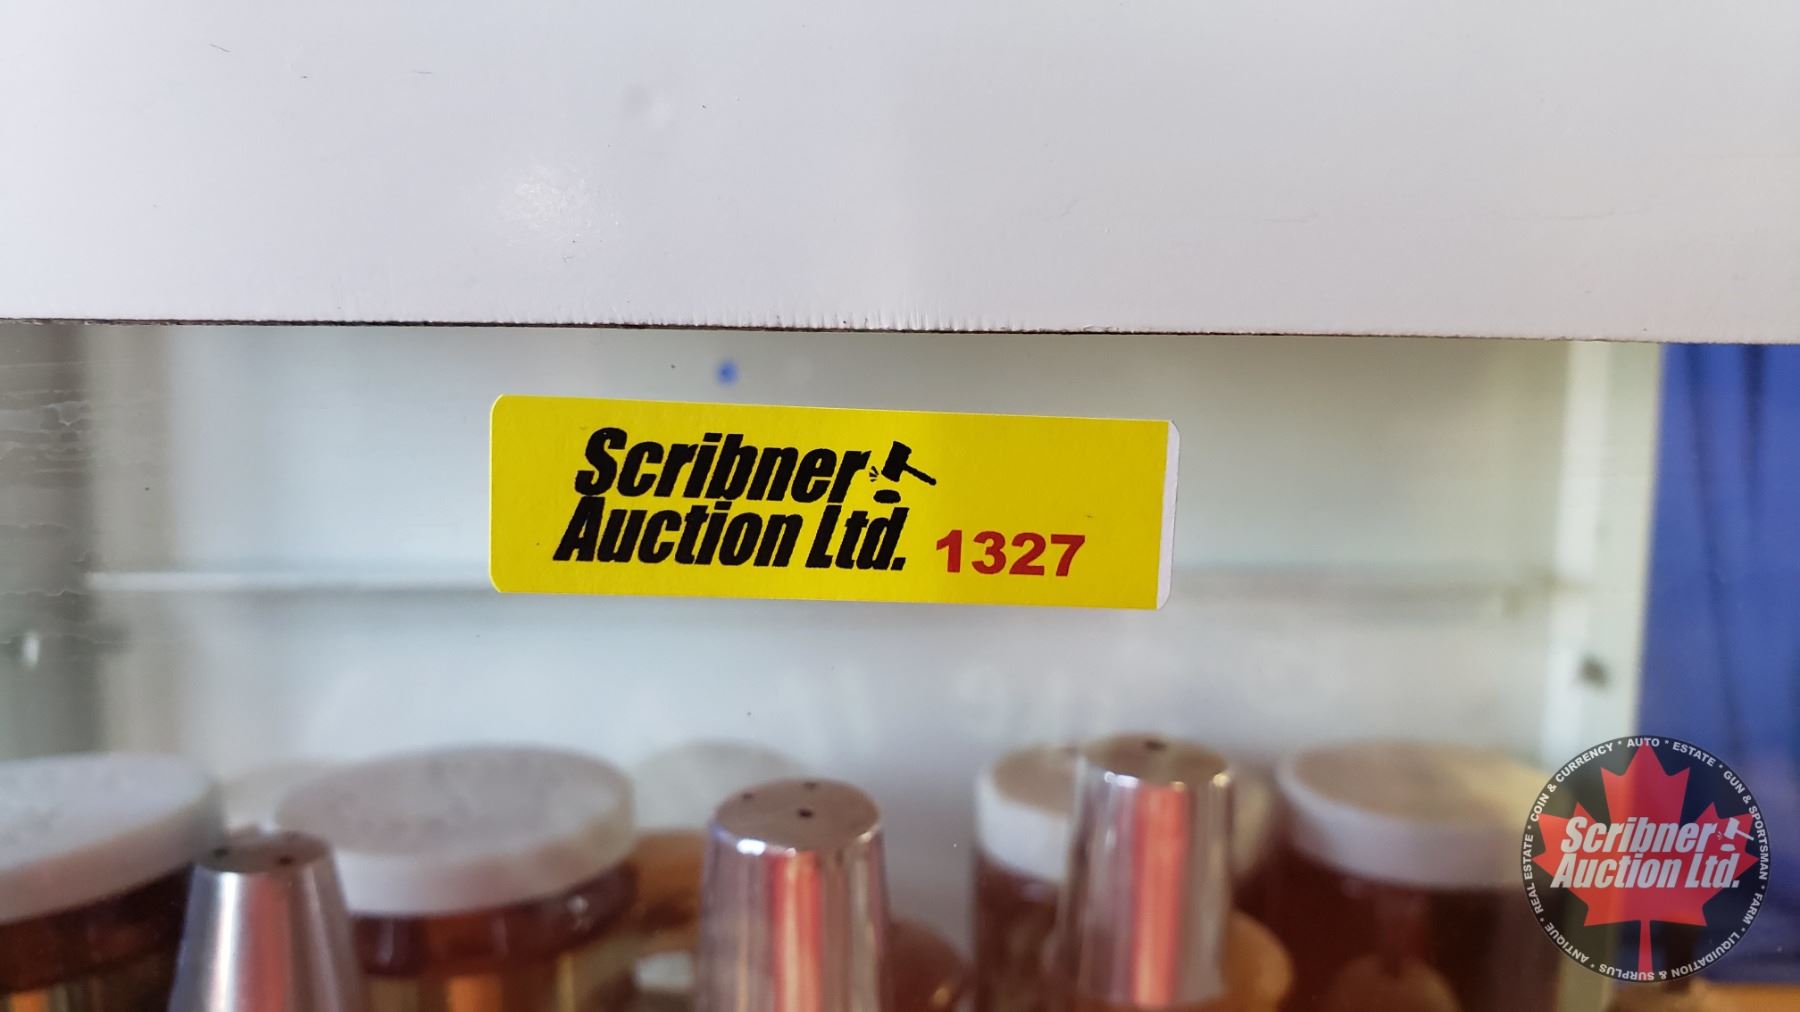 Scribner
Auction Ltd. 1327
COIN & CURRENCY * AUTO * ESTATE * GUN & SPORTSMAN * FARM * LIQUIDATION & SURPLUS * ANTIQUE * REAL ESTATE *
Scribner
Auction Ltd.